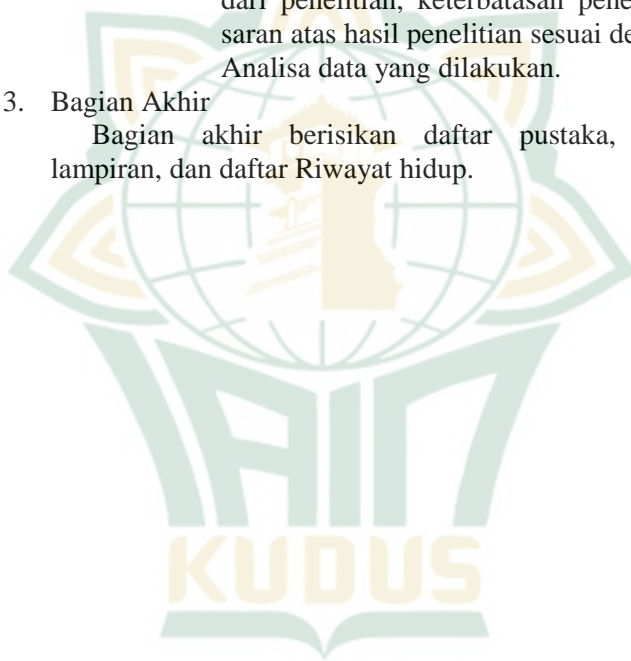 dari penelitian, keterbatasan pene
saran atas hasil penelitian sesuai de
Analisa data yang dilakukan.
3. Bagian Akhir
Bagian akhir berisikan daftar pustaka,
lampiran, dan daftar Riwayat hidup.
IAIN
KUDUS